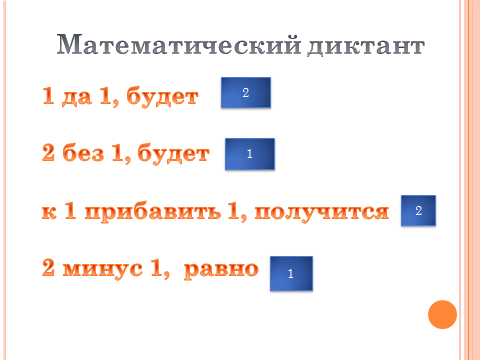 Математический диктант
1 да 1, будет 2
2 без 1, будет 1
к 1 прибавить 1, получится 2
2 минус 1, равно 1